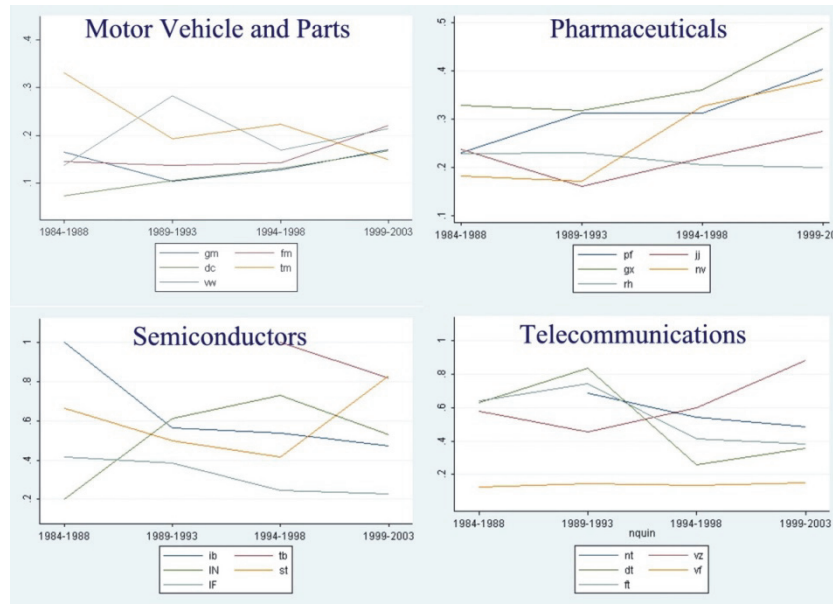 Motor Vehicle and Parts
.4
.3
.2
.1
1984-1988 1989-1993 1994-1998 1999-2003
gm fm
dc tm
vw
Pharmaceuticals
.5
.4
.3
.2
.1
1984-1988 1989-1993 1994-1998 1999-20
pf jj
gx nv
rh
Semiconductors
1
.8
.6
.4
.2
1984-1988 1989-1993 1994-1998 1999-2003
ib tb
IN st
IF
Telecommunications
1
.8
.6
.4
.2
1984-1988 1989-1993 1994-1998 1999-2003
nquin
nt vz
dt vf
ft